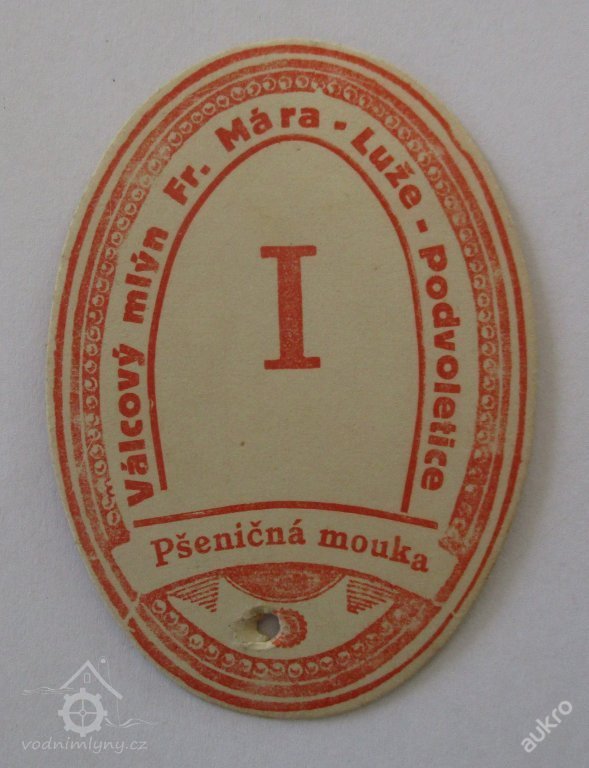 Válcový mlýn Fr. Mára - Luže - Podvoletice
I
Pšeničná mouka
vodnimlyny.cz
aukro